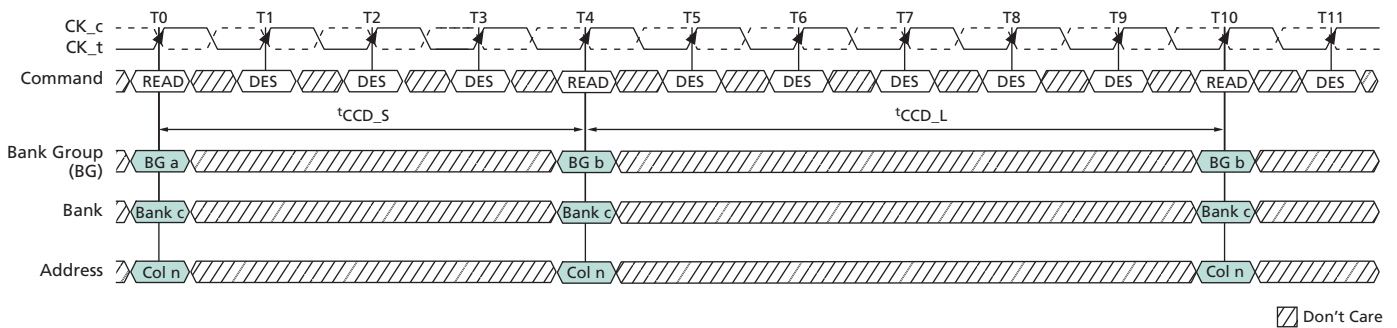 T0 T1 T2 T3 T4 T5 T6 T7 T8 T9 T10 T11
CK_c
CK_t
Command READ DES DES DES READ DES DES DES DES DES READ DES
tCCD_S tCCD_L
Bank Group
(BG)
BG a BG b BG b
Bank Bank c Bank c Bank c
Address Col n Col n Col n
Don't Care